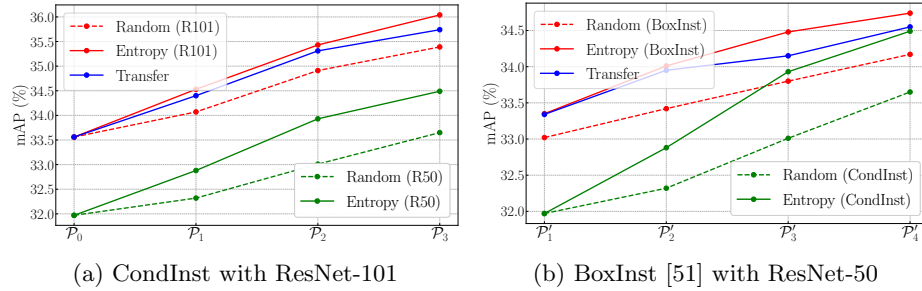 36.0
35.5
35.0
34.5
34.0
33.5
33.0
32.5
32.0
mAP (%)
Random (R101)
Entropy (R101)
Transfer
Random (R50)
Entropy (R50)
P₀ P₁ P₂ P₃
(a) CondInst with ResNet-101
34.5
34.0
33.5
33.0
32.5
32.0
mAP (%)
Random (BoxInst)
Entropy (BoxInst)
Transfer
Random (CondInst)
Entropy (CondInst)
P′₁ P′₂ P′₃ P′₄
(b) BoxInst [51] with ResNet-50